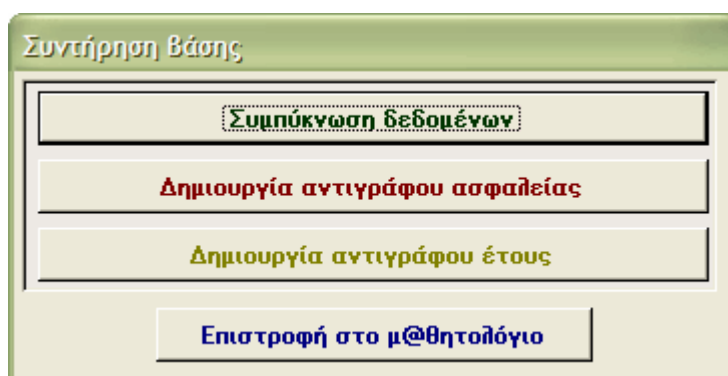 Συντήρηση Βάσης
Συμπύκνωση δεδομένων
Δημιουργία αντιγράφου ασφαλείας
Δημιουργία αντιγράφου έτους
Επιστροφή στο μ@θητολόγιο